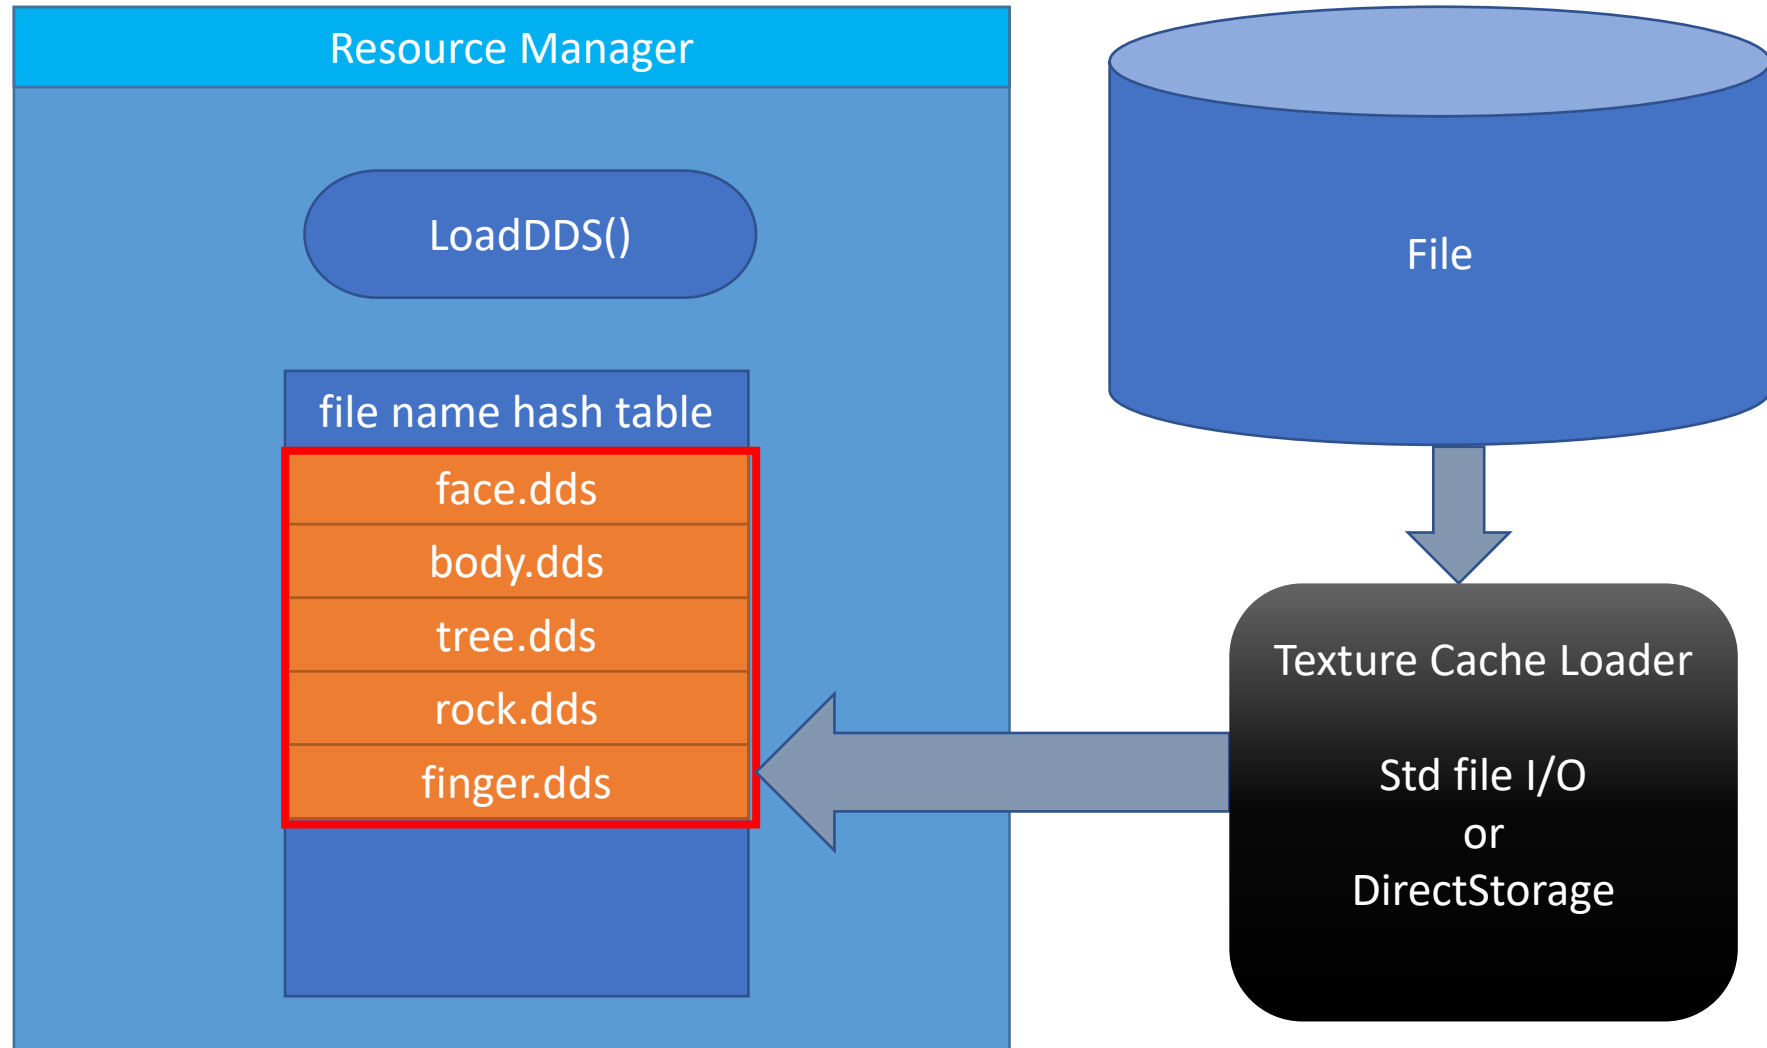 Resource Manager
LoadDDS()
file name hash table
face.dds
body.dds
tree.dds
rock.dds
finger.dds
File
Texture Cache Loader
Std file I/O
or
DirectStorage